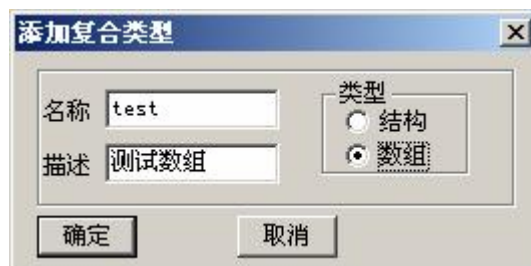 添加复合类型
名称 test
描述 测试数组
类型
结构
数组
确定 取消